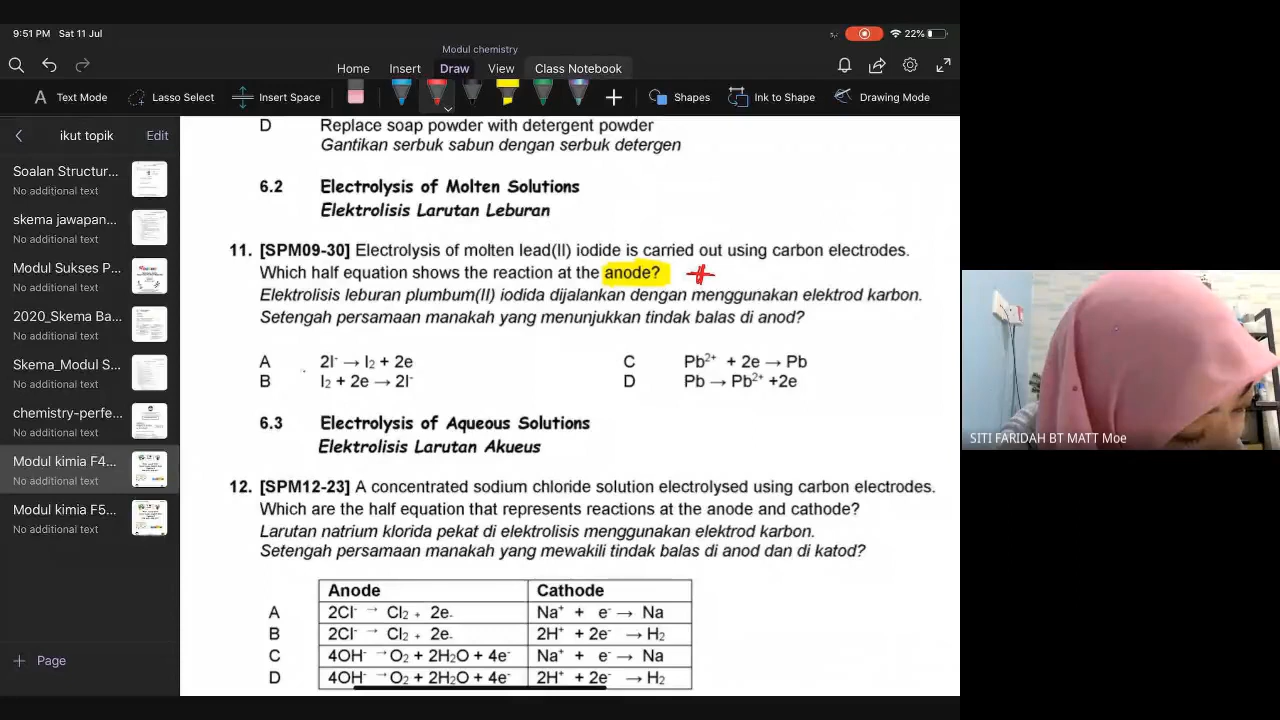 9:51 PM Sat 11 Jul
22%
Modul chemistry
Home Insert Draw View Class Notebook
Text Mode Lasso Select Insert Space Shapes Ink to Shape Drawing Mode
ikut topik Edit
Soalan Structur...
No additional text
skema jawapan...
No additional text
Modul Sukses P...
No additional text
2020_Skema Ba...
No additional text
Skema_Modul S...
No additional text
chemistry-perfe...
No additional text
Modul kimia F4...
No additional text
Modul kimia F5...
No additional text
Page
D Replace soap powder with detergent powder
Gantikan serbuk sabun dengan serbuk detergen
6.2 Electrolysis of Molten Solutions
Elektrolisis Larutan Leburan
11. [SPM09-30] Electrolysis of molten lead(II) iodide is carried out using carbon electrodes.
Which half equation shows the reaction at the anode? +
Elektrolisis leburan plumbum(II) iodida dijalankan dengan menggunakan elektrod karbon.
Setengah persamaan manakah yang menunjukkan tindak balas di anod?
A 2I⁻ → I₂ + 2e C Pb²⁺ + 2e → Pb
B I₂ + 2e → 2I⁻ D Pb → Pb²⁺ +2e
6.3 Electrolysis of Aqueous Solutions
Elektrolisis Larutan Akueus
12. [SPM12-23] A concentrated sodium chloride solution electrolysed using carbon electrodes.
Which are the half equation that represents reactions at the anode and cathode?
Larutan natrium klorida pekat di elektrolisis menggunakan elektrod karbon.
Setengah persamaan manakah yang mewakili tindak balas di anod dan di katod?
Anode Cathode
A 2Cl⁻ → Cl₂ + 2e- Na⁺ + e⁻ → Na
B 2Cl⁻ → Cl₂ + 2e- 2H⁺ + 2e⁻ → H₂
C 4OH⁻ → O₂ + 2H₂O + 4e⁻ Na⁺ + e⁻ → Na
D 4OH⁻ → O₂ + 2H₂O + 4e⁻ 2H⁺ + 2e⁻ → H₂
SITI FARIDAH BT MATT Moe